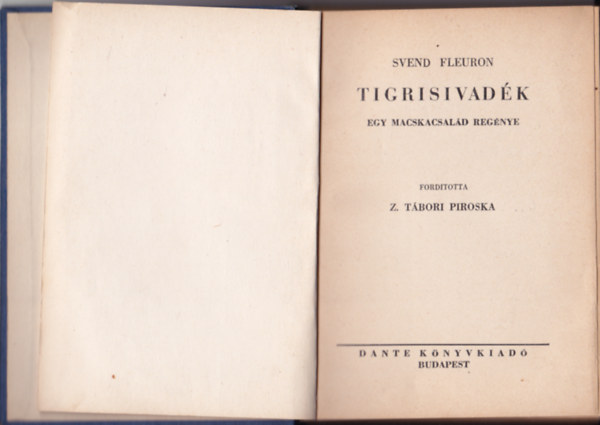 SVEND FLEURON
TIGRISIVADÉK
EGY MACSKACSALÁD REGÉNYE
FORDITOTTA
Z. TÁBORI PIROSKA
DANTE KÖNYVKIADÓ
BUDAPEST